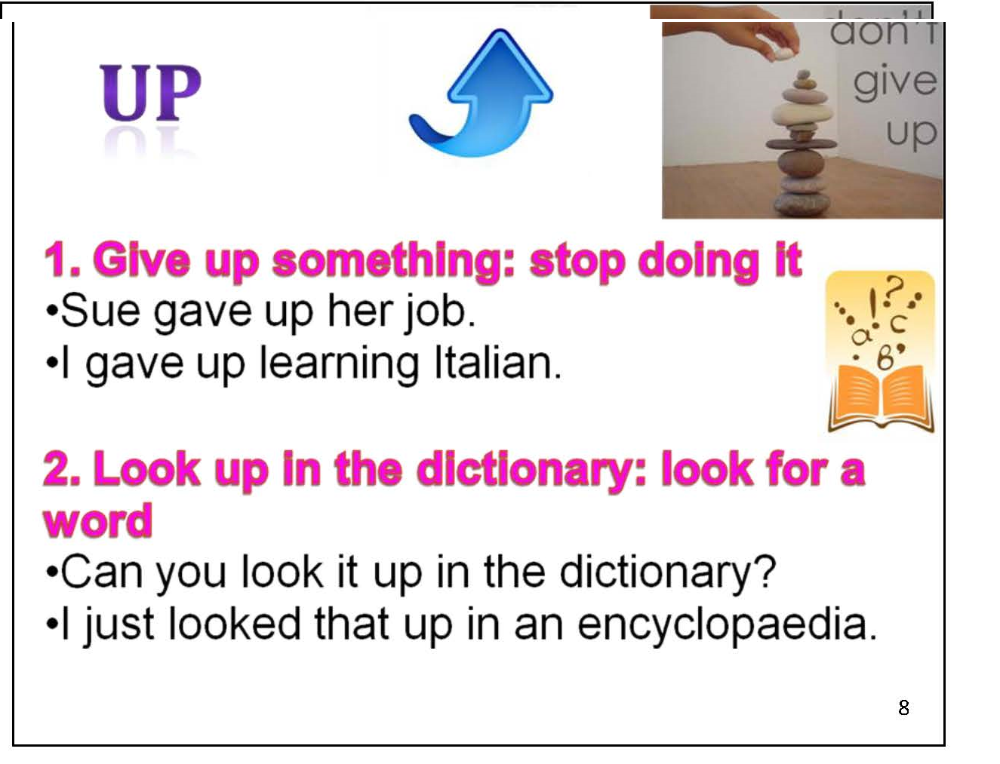 UP
don't
give
up
1. Give up something: stop doing it
•Sue gave up her job.
•I gave up learning Italian.
2. Look up in the dictionary: look for a
word
•Can you look it up in the dictionary?
•I just looked that up in an encyclopaedia.
8